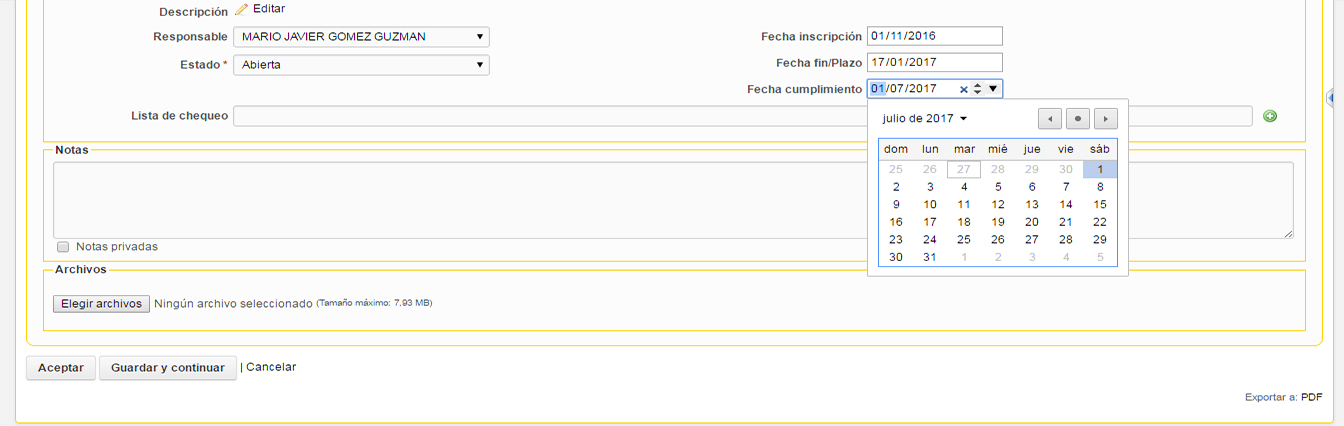 Descripción Editar
Responsable MARIO JAVIER GOMEZ GUZMAN Fecha inscripción 01/11/2016
Estado * Abierta Fecha fin/Plazo 17/01/2017
Fecha cumplimiento 01/07/2017
Lista de chequeo
julio de 2017
dom lun mar mié jue vie sáb
25 26 27 28 29 30 1
2 3 4 5 6 7 8
9 10 11 12 13 14 15
16 17 18 19 20 21 22
23 24 25 26 27 28 29
30 31 1 2 3 4 5
Notas
Notas privadas
Archivos
Elegir archivos Ningún archivo seleccionado (Tamaño máximo: 7,93 MB)
Aceptar Guardar y continuar | Cancelar
Exportar a: PDF